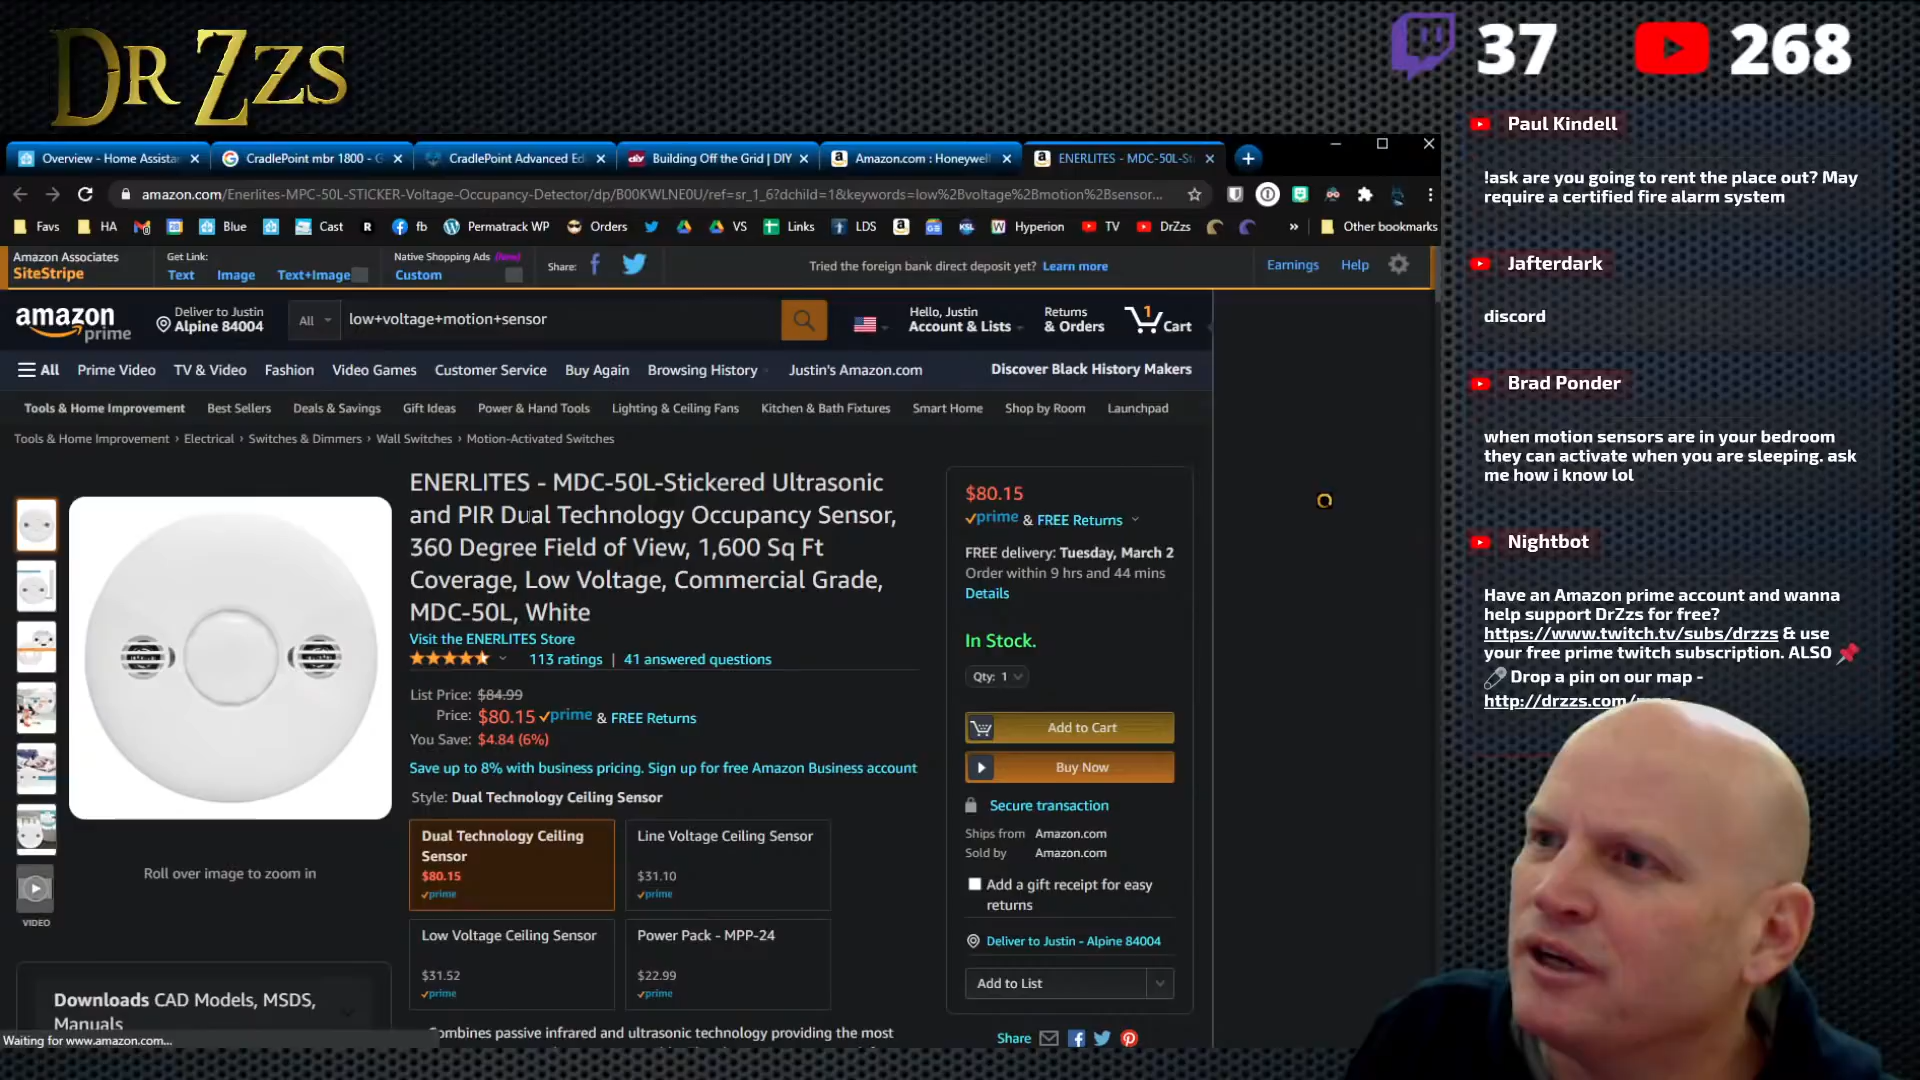 DR ZZS
37
268
Overview - Home Assista
CradlePoint mbr 1800 - G
CradlePoint Advanced Ed
Building Off the Grid | DIY
Amazon.com : Honeywell
ENERLITES - MDC-50L-St
amazon.com/Enerlites-MPC-50L-STICKER-Voltage-Occupancy-Detector/dp/B00KWLNE0U/ref=sr_1_6?dchild=1&keywords=low%2Bvoltage%2Bmotion%2Bsensor...
Favs
HA
Blue
Cast
R
fb
Permatrack WP
Orders
VS
Links
LDS
Hyperion
TV
DrZzs
»
Other bookmarks
Amazon Associates
SiteStripe
Get Link:
Text
Image
Text+Image
Native Shopping Ads (New)
Custom
Share:
Tried the foreign bank direct deposit yet? Learn more
Earnings
Help
amazon
prime
Deliver to Justin
Alpine 84004
All
low+voltage+motion+sensor
Hello, Justin
Account & Lists
Returns
& Orders
1
Cart
All
Prime Video
TV & Video
Fashion
Video Games
Customer Service
Buy Again
Browsing History
Justin's Amazon.com
Discover Black History Makers
Tools & Home Improvement
Best Sellers
Deals & Savings
Gift Ideas
Power & Hand Tools
Lighting & Ceiling Fans
Kitchen & Bath Fixtures
Smart Home
Shop by Room
Launchpad
Tools & Home Improvement › Electrical › Switches & Dimmers › Wall Switches › Motion-Activated Switches
Roll over image to zoom in
VIDEO
Downloads CAD Models, MSDS,
Manuals
Waiting for www.amazon.com...
ENERLITES - MDC-50L-Stickered Ultrasonic
and PIR Dual Technology Occupancy Sensor,
360 Degree Field of View, 1,600 Sq Ft
Coverage, Low Voltage, Commercial Grade,
MDC-50L, White
Visit the ENERLITES Store
113 ratings | 41 answered questions
List Price: $84.99
Price: $80.15 prime & FREE Returns
You Save: $4.84 (6%)
Save up to 8% with business pricing. Sign up for free Amazon Business account
Style: Dual Technology Ceiling Sensor
Dual Technology Ceiling
Sensor
$80.15
prime
Line Voltage Ceiling Sensor
$31.10
prime
Low Voltage Ceiling Sensor
$31.52
prime
Power Pack - MPP-24
$22.99
prime
Combines passive infrared and ultrasonic technology providing the most
$80.15
prime & FREE Returns
FREE delivery: Tuesday, March 2
Order within 9 hrs and 44 mins
Details
In Stock.
Qty: 1
Add to Cart
Buy Now
Secure transaction
Ships from Amazon.com
Sold by Amazon.com
Add a gift receipt for easy
returns
Deliver to Justin - Alpine 84004
Add to List
Share
Paul Kindell
!ask are you going to rent the place out? May
require a certified fire alarm system
Jafterdark
discord
Brad Ponder
when motion sensors are in your bedroom
they can activate when you are sleeping. ask
me how i know lol
Nightbot
Have an Amazon prime account and wanna
help support DrZzs for free?
https://www.twitch.tv/subs/drzzs & use
your free prime twitch subscription. ALSO
Drop a pin on our map -
http://drzzs.com/